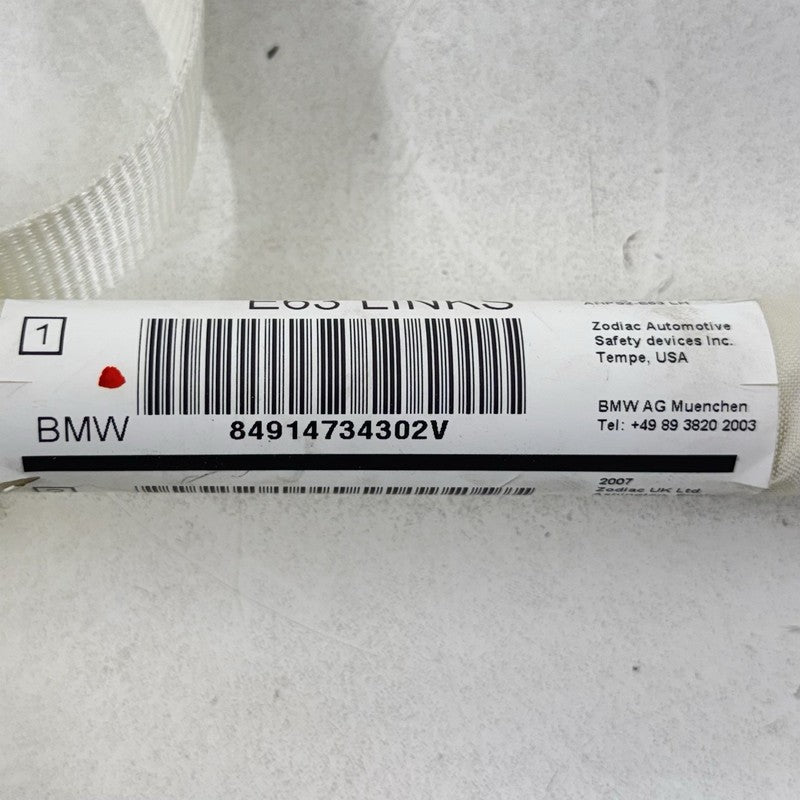 E63 LINKS
1
BMW
84914734302V
Zodiac Automotive
Safety devices Inc.
Tempe, USA
BMW AG Muenchen
Tel: +49 89 3820 2003
2007
Zodiac UK Ltd